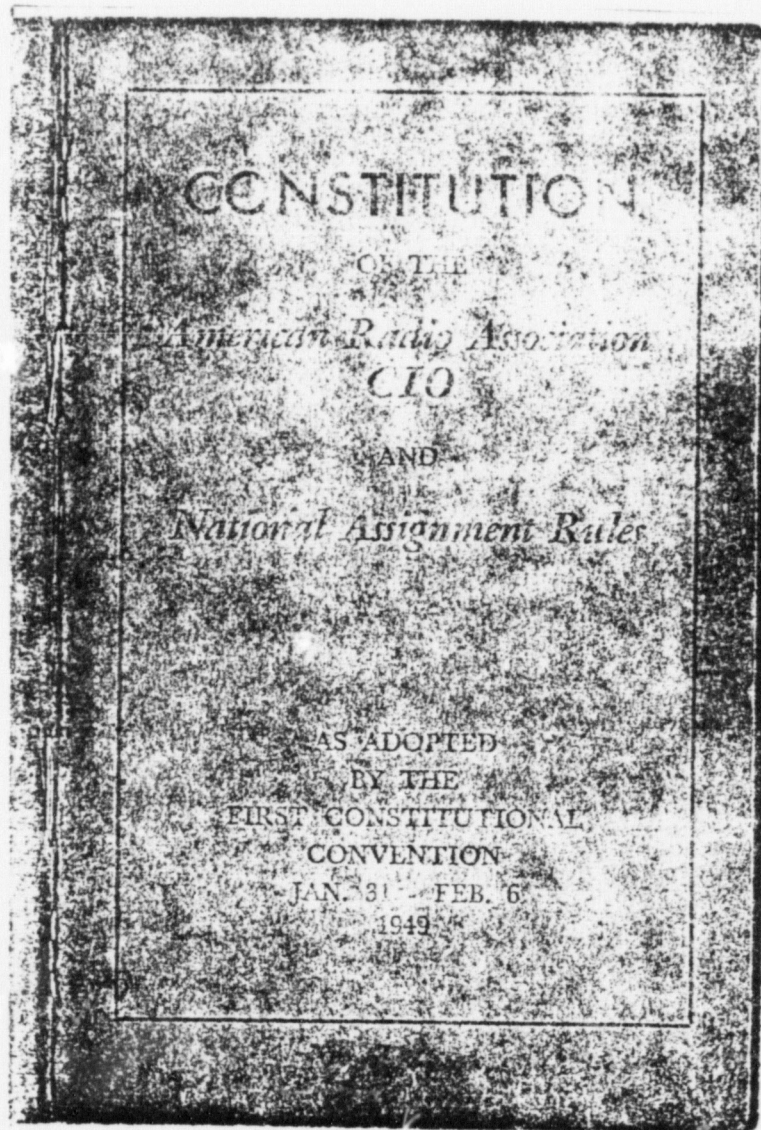 CONSTITUTION
OF THE
American Radio Association
CIO
AND
National Assignment Rules
AS ADOPTED
BY THE
FIRST CONSTITUTIONAL
CONVENTION
JAN. 31 - FEB. 6
1949